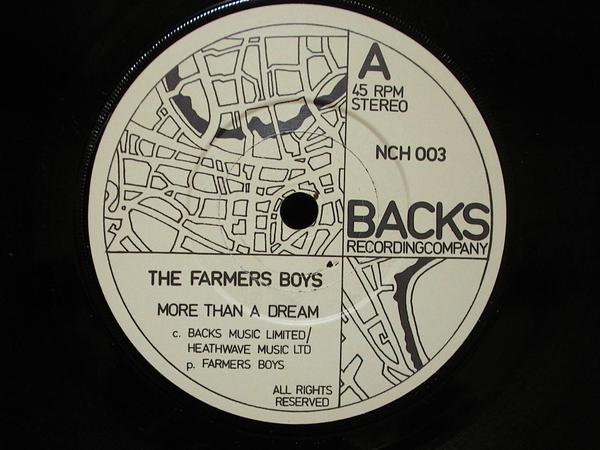 A
45 RPM
STEREO
NCH 003
BACKS
RECORDINGCOMPANY
THE FARMERS BOYS
MORE THAN A DREAM
c. BACKS MUSIC LIMITED/
HEATHWAVE MUSIC LTD
p. FARMERS BOYS
ALL RIGHTS
RESERVED